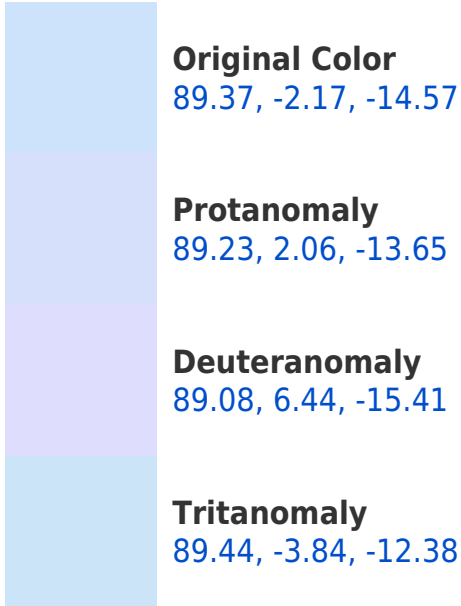 Original Color
89.37, -2.17, -14.57
Protanomaly
89.23, 2.06, -13.65
Deuteranomaly
89.08, 6.44, -15.41
Tritanomaly
89.44, -3.84, -12.38